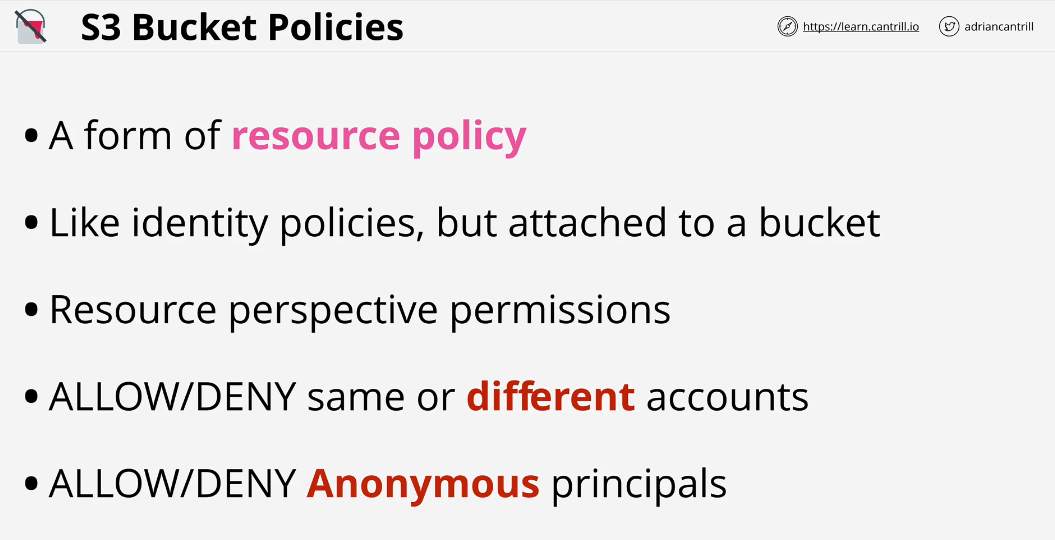 S3 Bucket Policies
https://learn.cantrill.io
adriancantrill
• A form of resource policy
• Like identity policies, but attached to a bucket
• Resource perspective permissions
• ALLOW/DENY same or different accounts
• ALLOW/DENY Anonymous principals